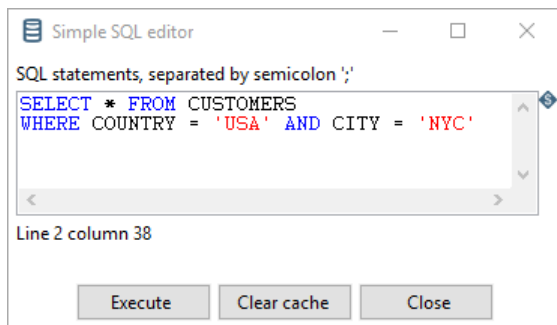 Simple SQL editor
SQL statements, separated by semicolon ';'
SELECT * FROM CUSTOMERS
WHERE COUNTRY = 'USA' AND CITY = 'NYC'
Line 2 column 38
Execute Clear cache Close